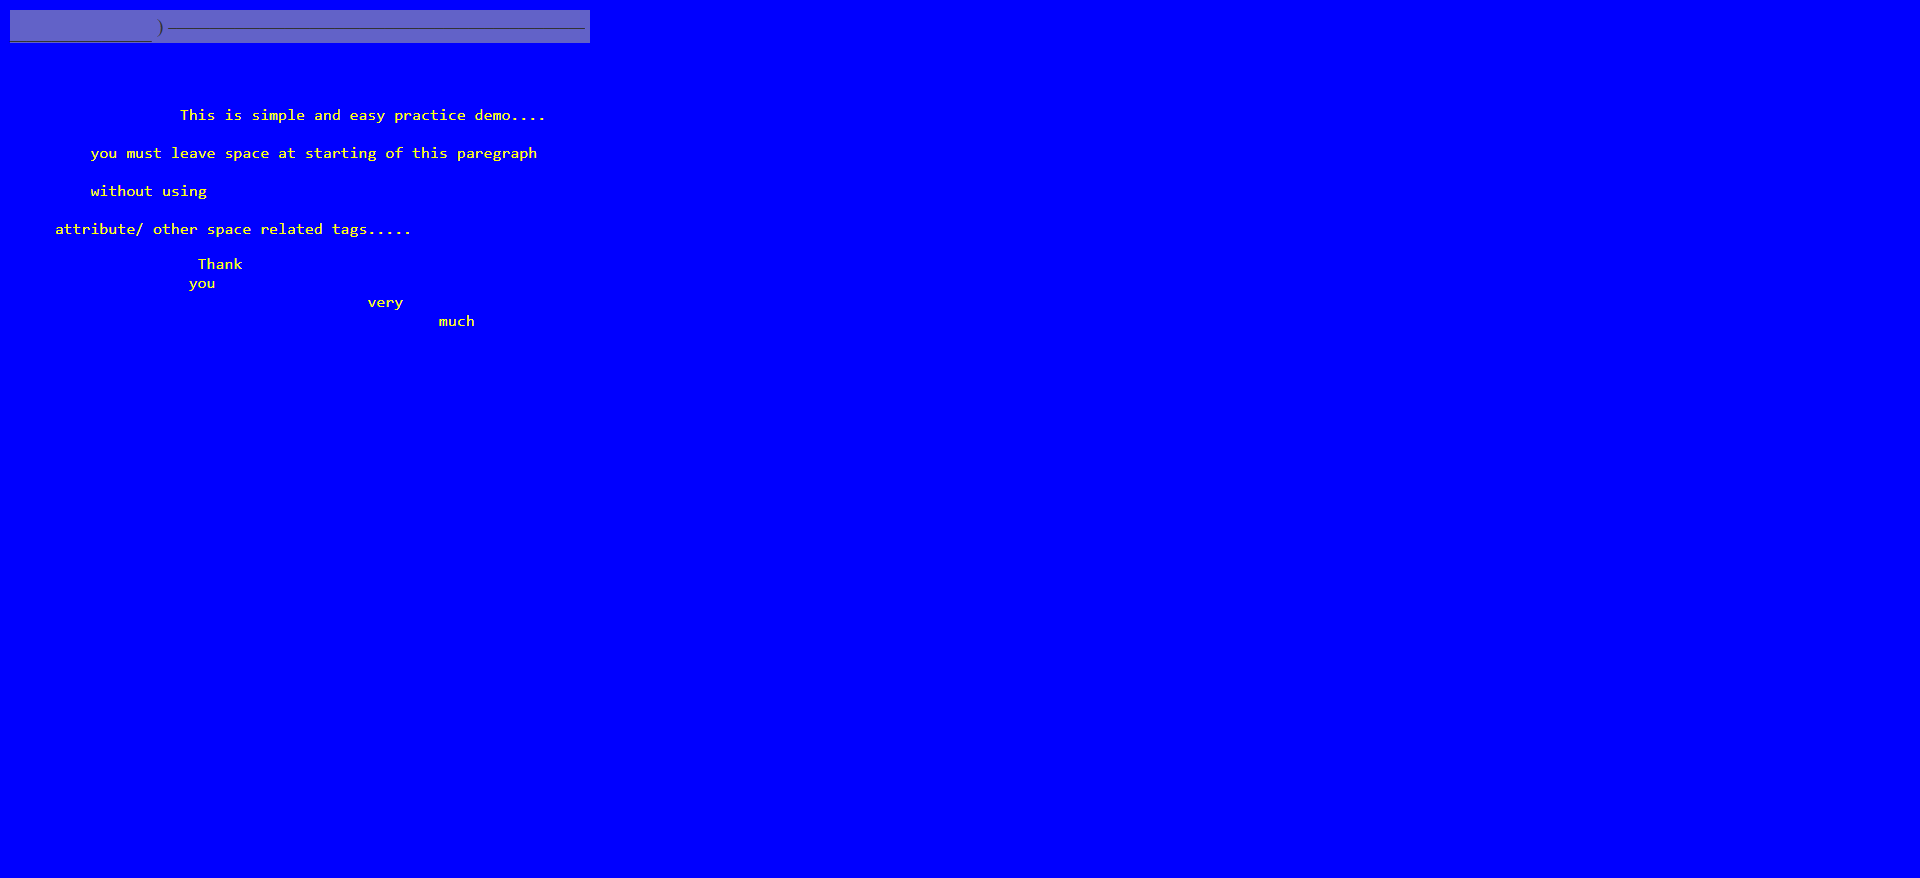 )
This is simple and easy practice demo....
you must leave space at starting of this paregraph
without using
attribute/ other space related tags.....
Thank
you
very
much